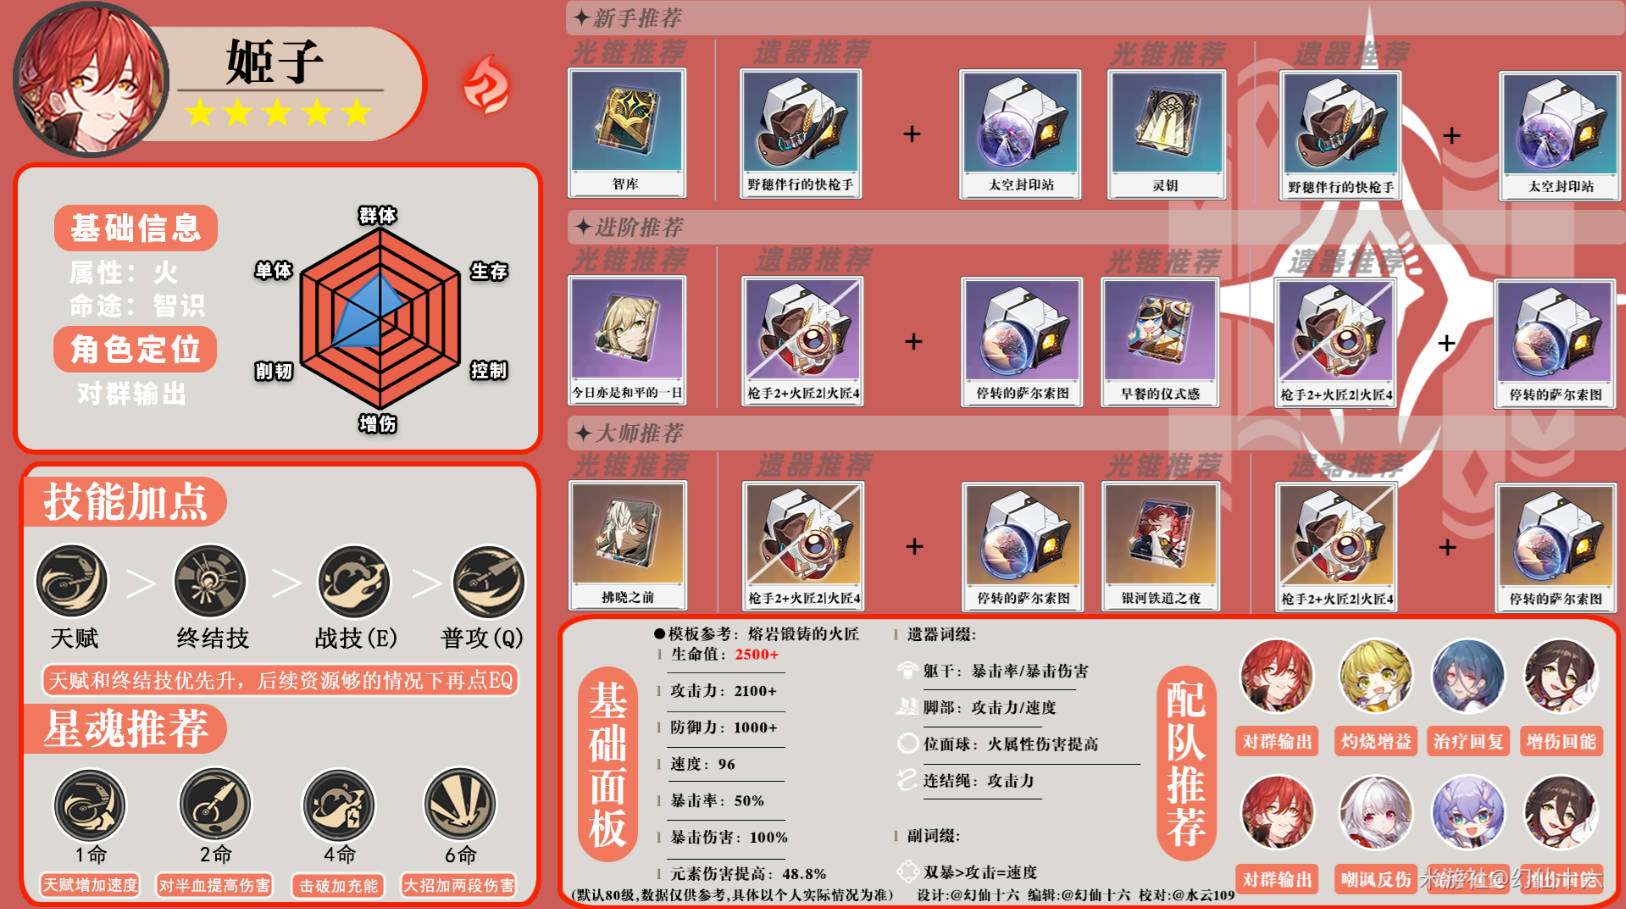 姬子
基础信息
属性：火
命途：智识
角色定位
对群输出
群体
生存
控制
增伤
削韧
单体
技能加点
天赋 > 终结技 > 战技(E) > 普攻(Q)
天赋和终结技优先升，后续资源够的情况下再点EQ
星魂推荐
1命 2命 4命 6命
天赋增加速度 对半血提高伤害 击破加充能 大招加两段伤害
新手推荐
光锥推荐 遗器推荐 光锥推荐 遗器推荐
智库 野穗伴行的快枪手 + 太空封印站 灵钥 野穗伴行的快枪手 + 太空封印站
进阶推荐
光锥推荐 遗器推荐 光锥推荐 遗器推荐
今日亦是和平的一日 枪手2+火匠2|火匠4 + 停转的萨尔索图 早餐的仪式感 枪手2+火匠2|火匠4 + 停转的萨尔索图
大师推荐
光锥推荐 遗器推荐 光锥推荐 遗器推荐
拂晓之前 枪手2+火匠2|火匠4 + 停转的萨尔索图 银河铁道之夜 枪手2+火匠2|火匠4 + 停转的萨尔索图
基础面板
●模板参考：熔岩锻铸的火匠
生命值：2500+
攻击力：2100+
防御力：1000+
速度：96
暴击率：50%
暴击伤害：100%
元素伤害提高：48.8%
遗器词缀:
躯干：暴击率/暴击伤害
脚部：攻击力/速度
位面球：火属性伤害提高
连结绳：攻击力
副词缀:
双暴>攻击=速度
(默认80级,数据仅供参考,具体以个人实际情况为准)
设计:@幻仙十六 编辑:@幻仙十六 校对:@水云109
配队推荐
对群输出 灼烧增益 治疗回复 增伤回能
对群输出 嘲讽反伤
米游社@幻仙十六